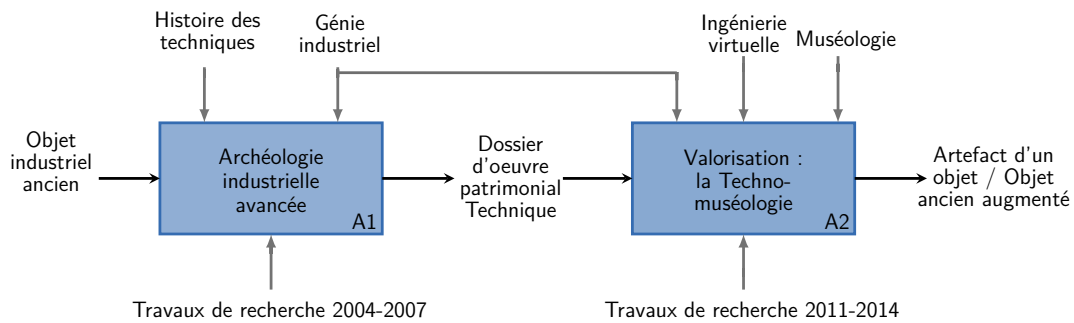 Histoire des
techniques
Génie
industriel
Ingénierie
virtuelle
Muséologie
Objet
industriel
ancien
Archéologie
industrielle
avancée
A1
Dossier
d'oeuvre
patrimonial
Technique
Valorisation :
la Techno-
muséologie
A2
Artefact d'un
objet / Objet
ancien augmenté
Travaux de recherche 2004-2007
Travaux de recherche 2011-2014